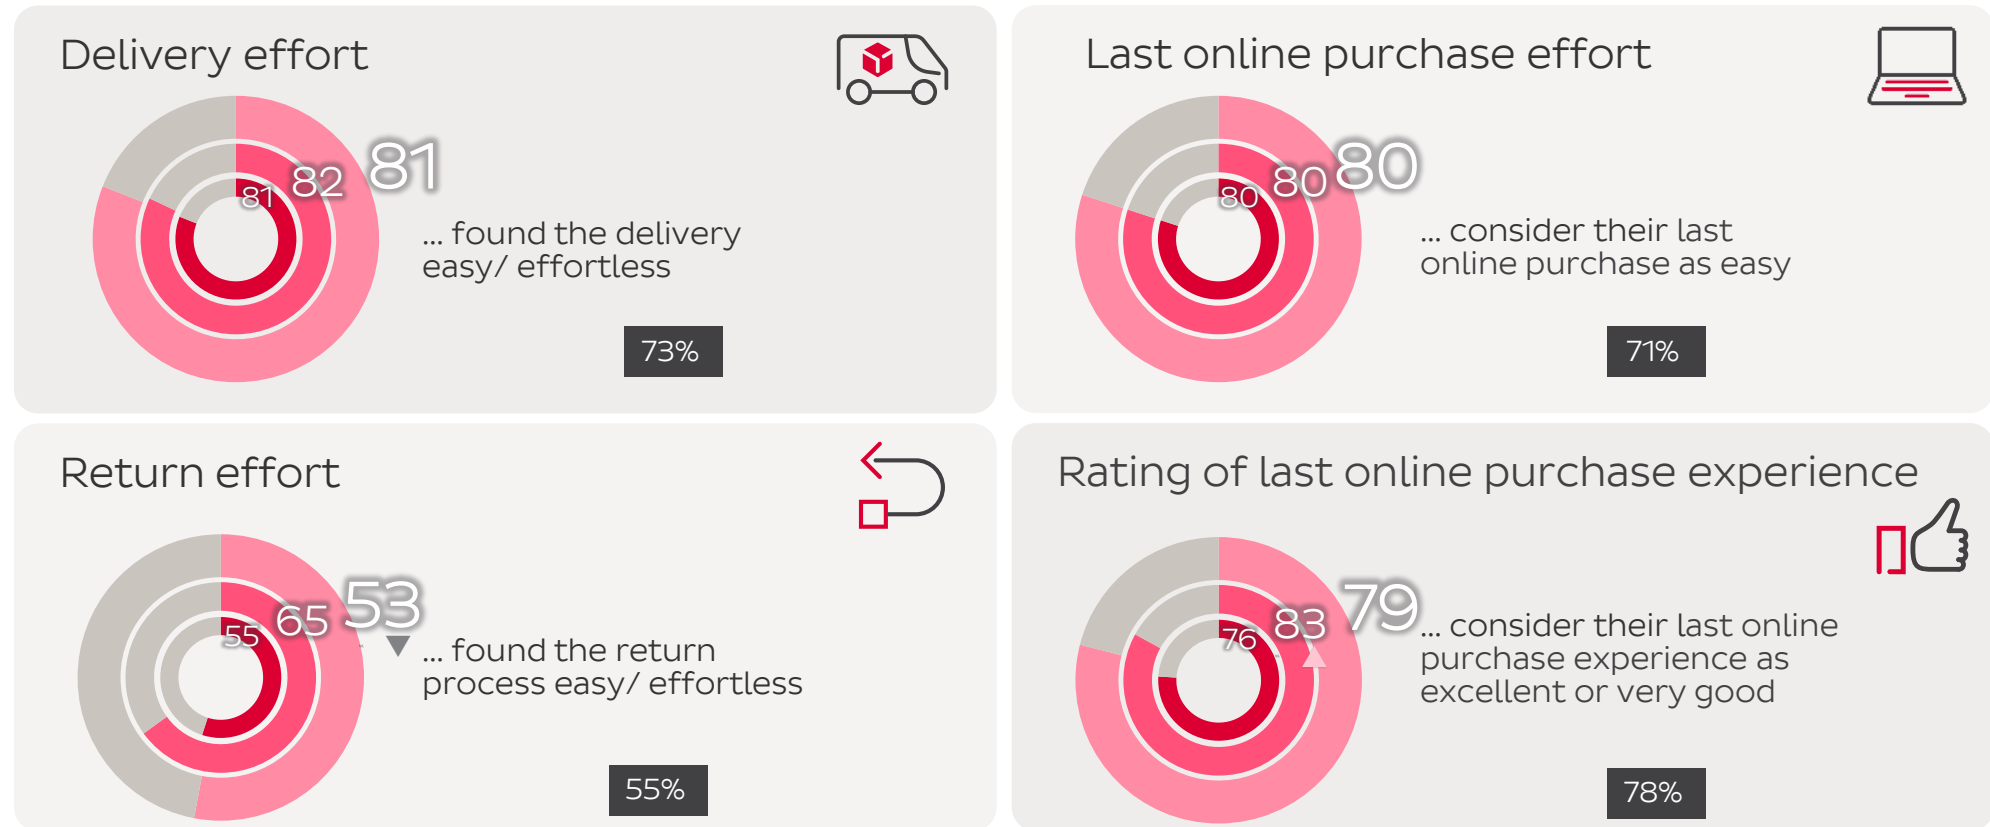 Delivery effort
81 82 81
... found the delivery
easy/ effortless
73%
Last online purchase effort
80 80 80
... consider their last
online purchase as easy
71%
Return effort
55 65 53
... found the return
process easy/ effortless
55%
Rating of last online purchase experience
76 83 79
... consider their last online
purchase experience as
excellent or very good
78%